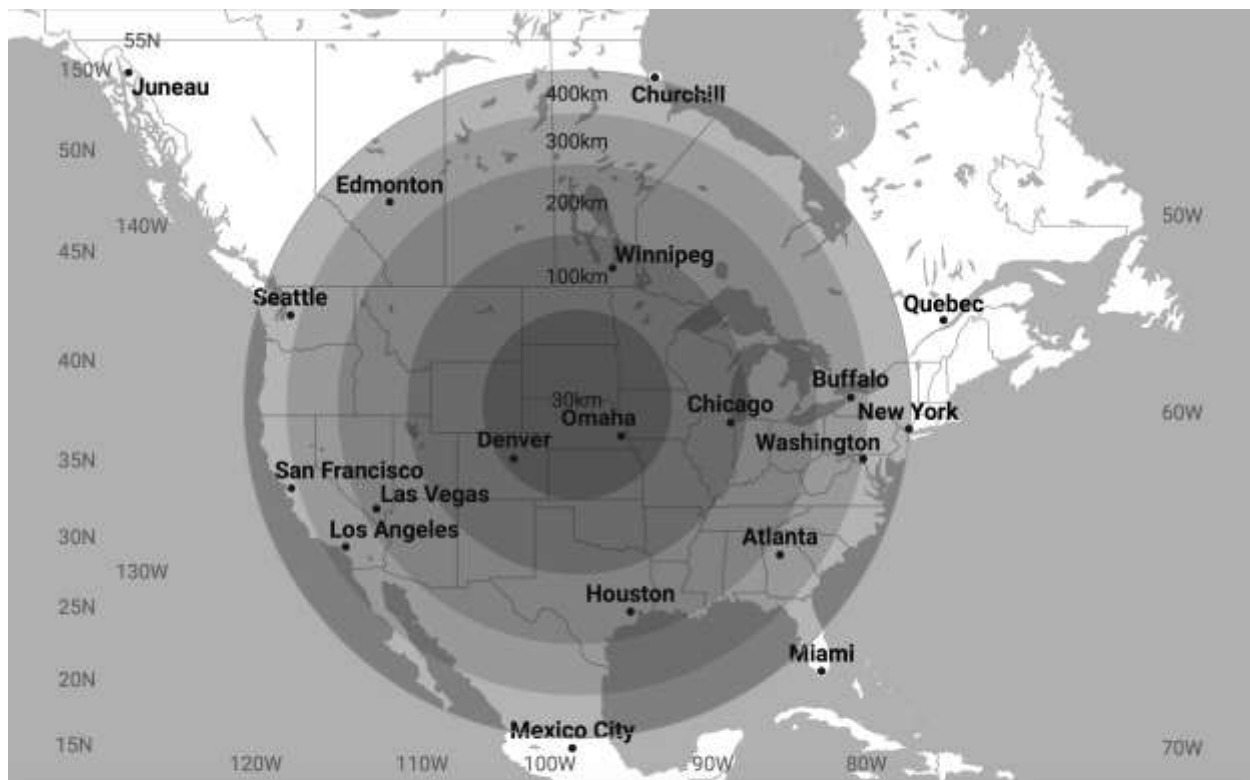 55N
150W
Juneau
400km
Churchill
300km
50N
Edmonton
200km
50W
140W
45N
Winnipeg
100km
Seattle
Quebec
40N
Buffalo
30km
Chicago
New York
60W
Omaha
Denver
Washington
35N
San Francisco
Las Vegas
Los Angeles
30N
Atlanta
130W
Houston
25N
Miami
20N
Mexico City
15N
70W
120W
110W
100W
90W
80W